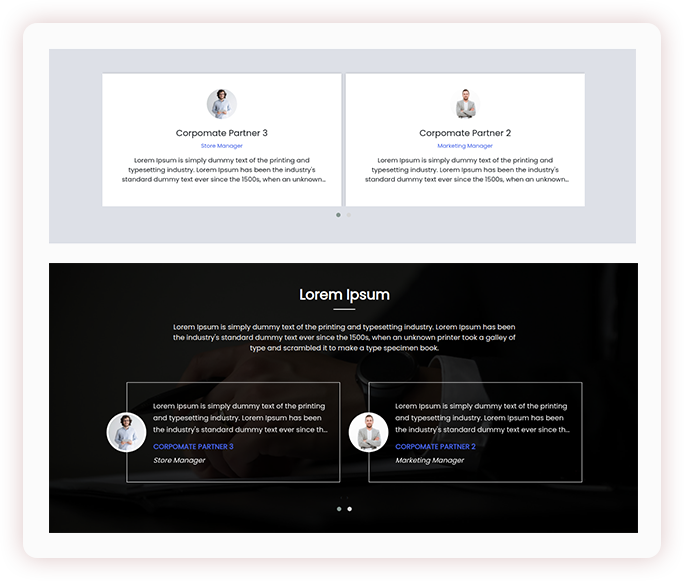 Corpomate Partner 3
Store Manager
Lorem Ipsum is simply dummy text of the printing and
typesetting industry. Lorem Ipsum has been the industry's
standard dummy text ever since the 1500s, when an unknown...
Corpomate Partner 2
Marketing Manager
Lorem Ipsum is simply dummy text of the printing and
typesetting industry. Lorem Ipsum has been the industry's
standard dummy text ever since the 1500s, when an unknown...
Lorem Ipsum
Lorem Ipsum is simply dummy text of the printing and typesetting industry. Lorem Ipsum has been
the industry's standard dummy text ever since the 1500s, when an unknown printer took a galley of
type and scrambled it to make a type specimen book.
Lorem Ipsum is simply dummy text of the printing
and typesetting industry. Lorem Ipsum has been
the industry's standard dummy text ever since th...
CORPOMATE PARTNER 3
Store Manager
Lorem Ipsum is simply dummy text of the printing
and typesetting industry. Lorem Ipsum has been
the industry's standard dummy text ever since th...
CORPOMATE PARTNER 2
Marketing Manager